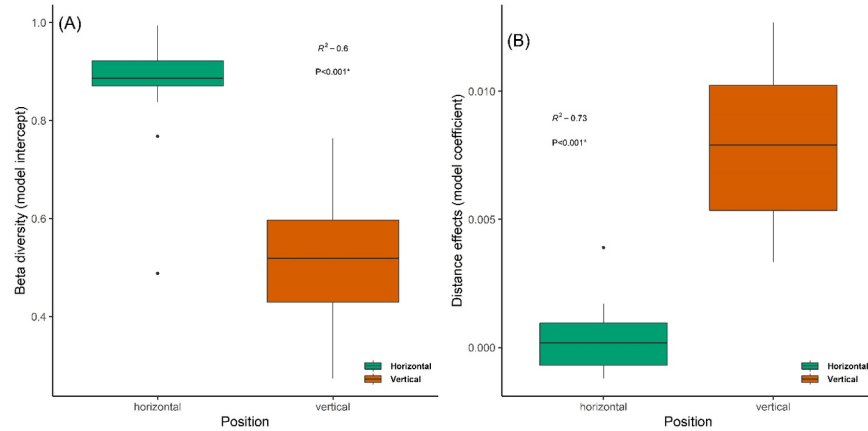 (A)
R² – 0.6
P<0.001*
1.0
0.8
0.6
0.4
Beta diversity (model intercept)
horizontal
vertical
Position
Horizontal
Vertical
(B)
R² – 0.73
P<0.001*
0.010
0.005
0.000
Distance effects (model coefficient)
horizontal
vertical
Position
Horizontal
Vertical